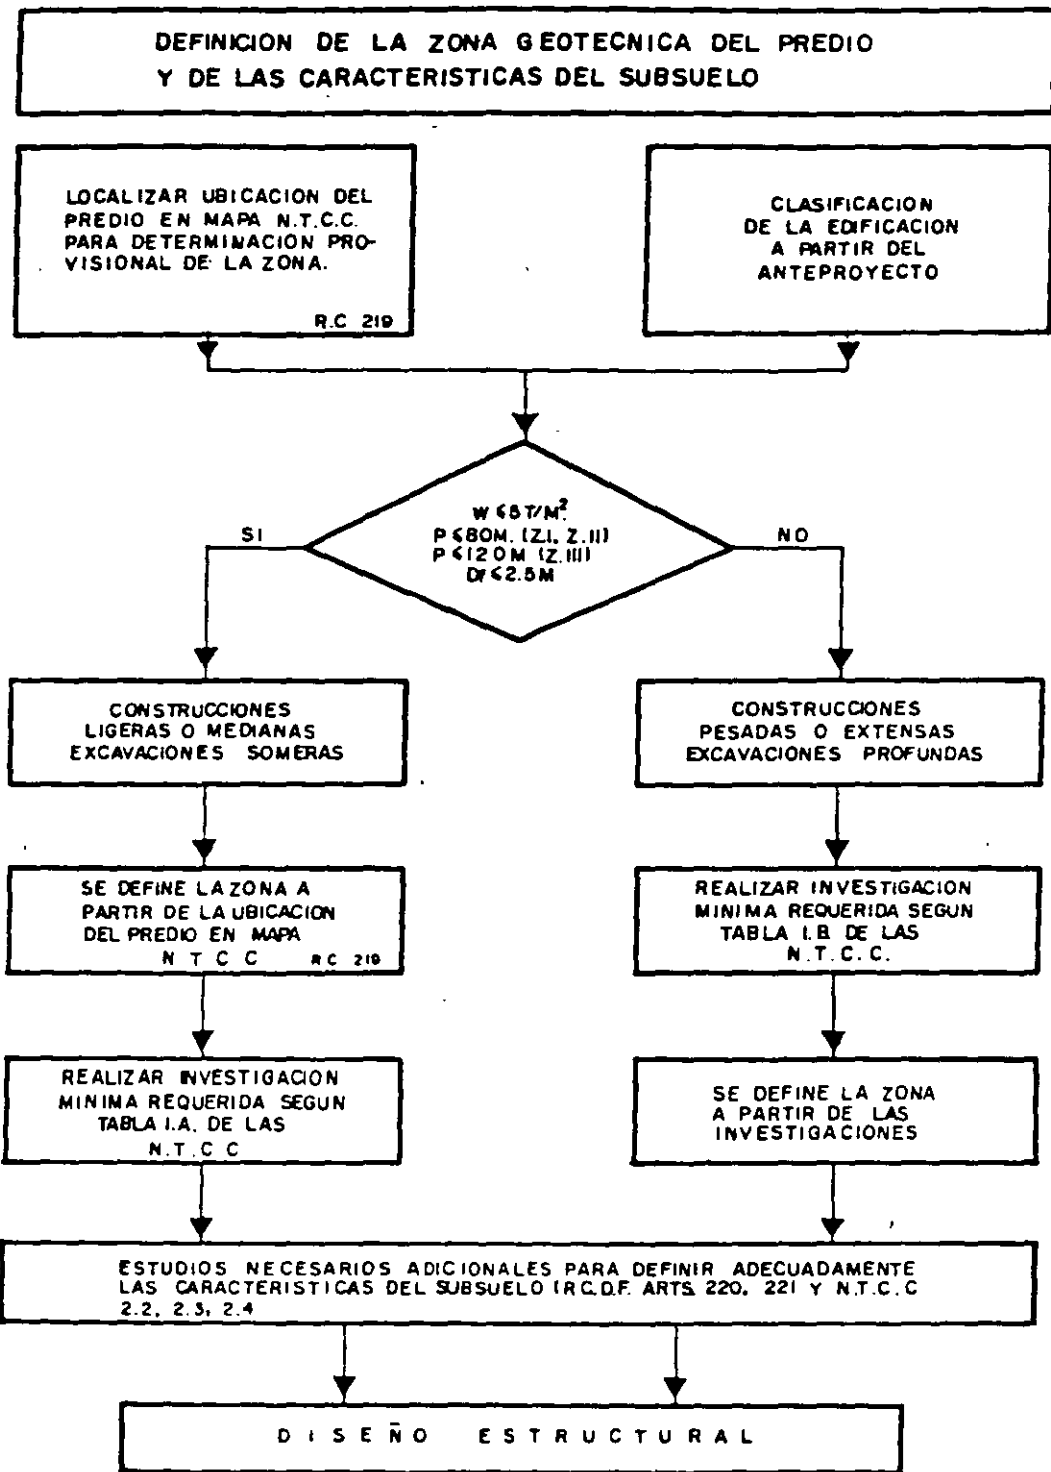 DEFINICION DE LA ZONA GEOTECNICA DEL PREDIO
Y DE LAS CARACTERISTICAS DEL SUBSUELO
LOCALIZAR UBICACION DEL
PREDIO EN MAPA N.T.C.C.
PARA DETERMINACION PRO-
VISIONAL DE LA ZONA.
R.C 219
CLASIFICACION
DE LA EDIFICACION
A PARTIR DEL
ANTEPROYECTO
W ≤ 5 T/M².
P ≤ 80M. (Z.I, Z.II)
P ≤ 120M (Z.III)
Df ≤ 2.5M
SI
NO
CONSTRUCCIONES
LIGERAS O MEDIANAS
EXCAVACIONES SOMERAS
CONSTRUCCIONES
PESADAS O EXTENSAS
EXCAVACIONES PROFUNDAS
SE DEFINE LA ZONA A
PARTIR DE LA UBICACION
DEL PREDIO EN MAPA
N T C C RC 219
REALIZAR INVESTIGACION
MINIMA REQUERIDA SEGUN
TABLA I.B. DE LAS
N.T.C.C.
REALIZAR INVESTIGACION
MINIMA REQUERIDA SEGUN
TABLA I.A. DE LAS
N.T.C C
SE DEFINE LA ZONA
A PARTIR DE LAS
INVESTIGACIONES
ESTUDIOS NECESARIOS ADICIONALES PARA DEFINIR ADECUADAMENTE
LAS CARACTERISTICAS DEL SUBSUELO (R.C.D.F. ARTS. 220, 221 Y N.T.C.C
2.2, 2.3, 2.4
DISEÑO ESTRUCTURAL